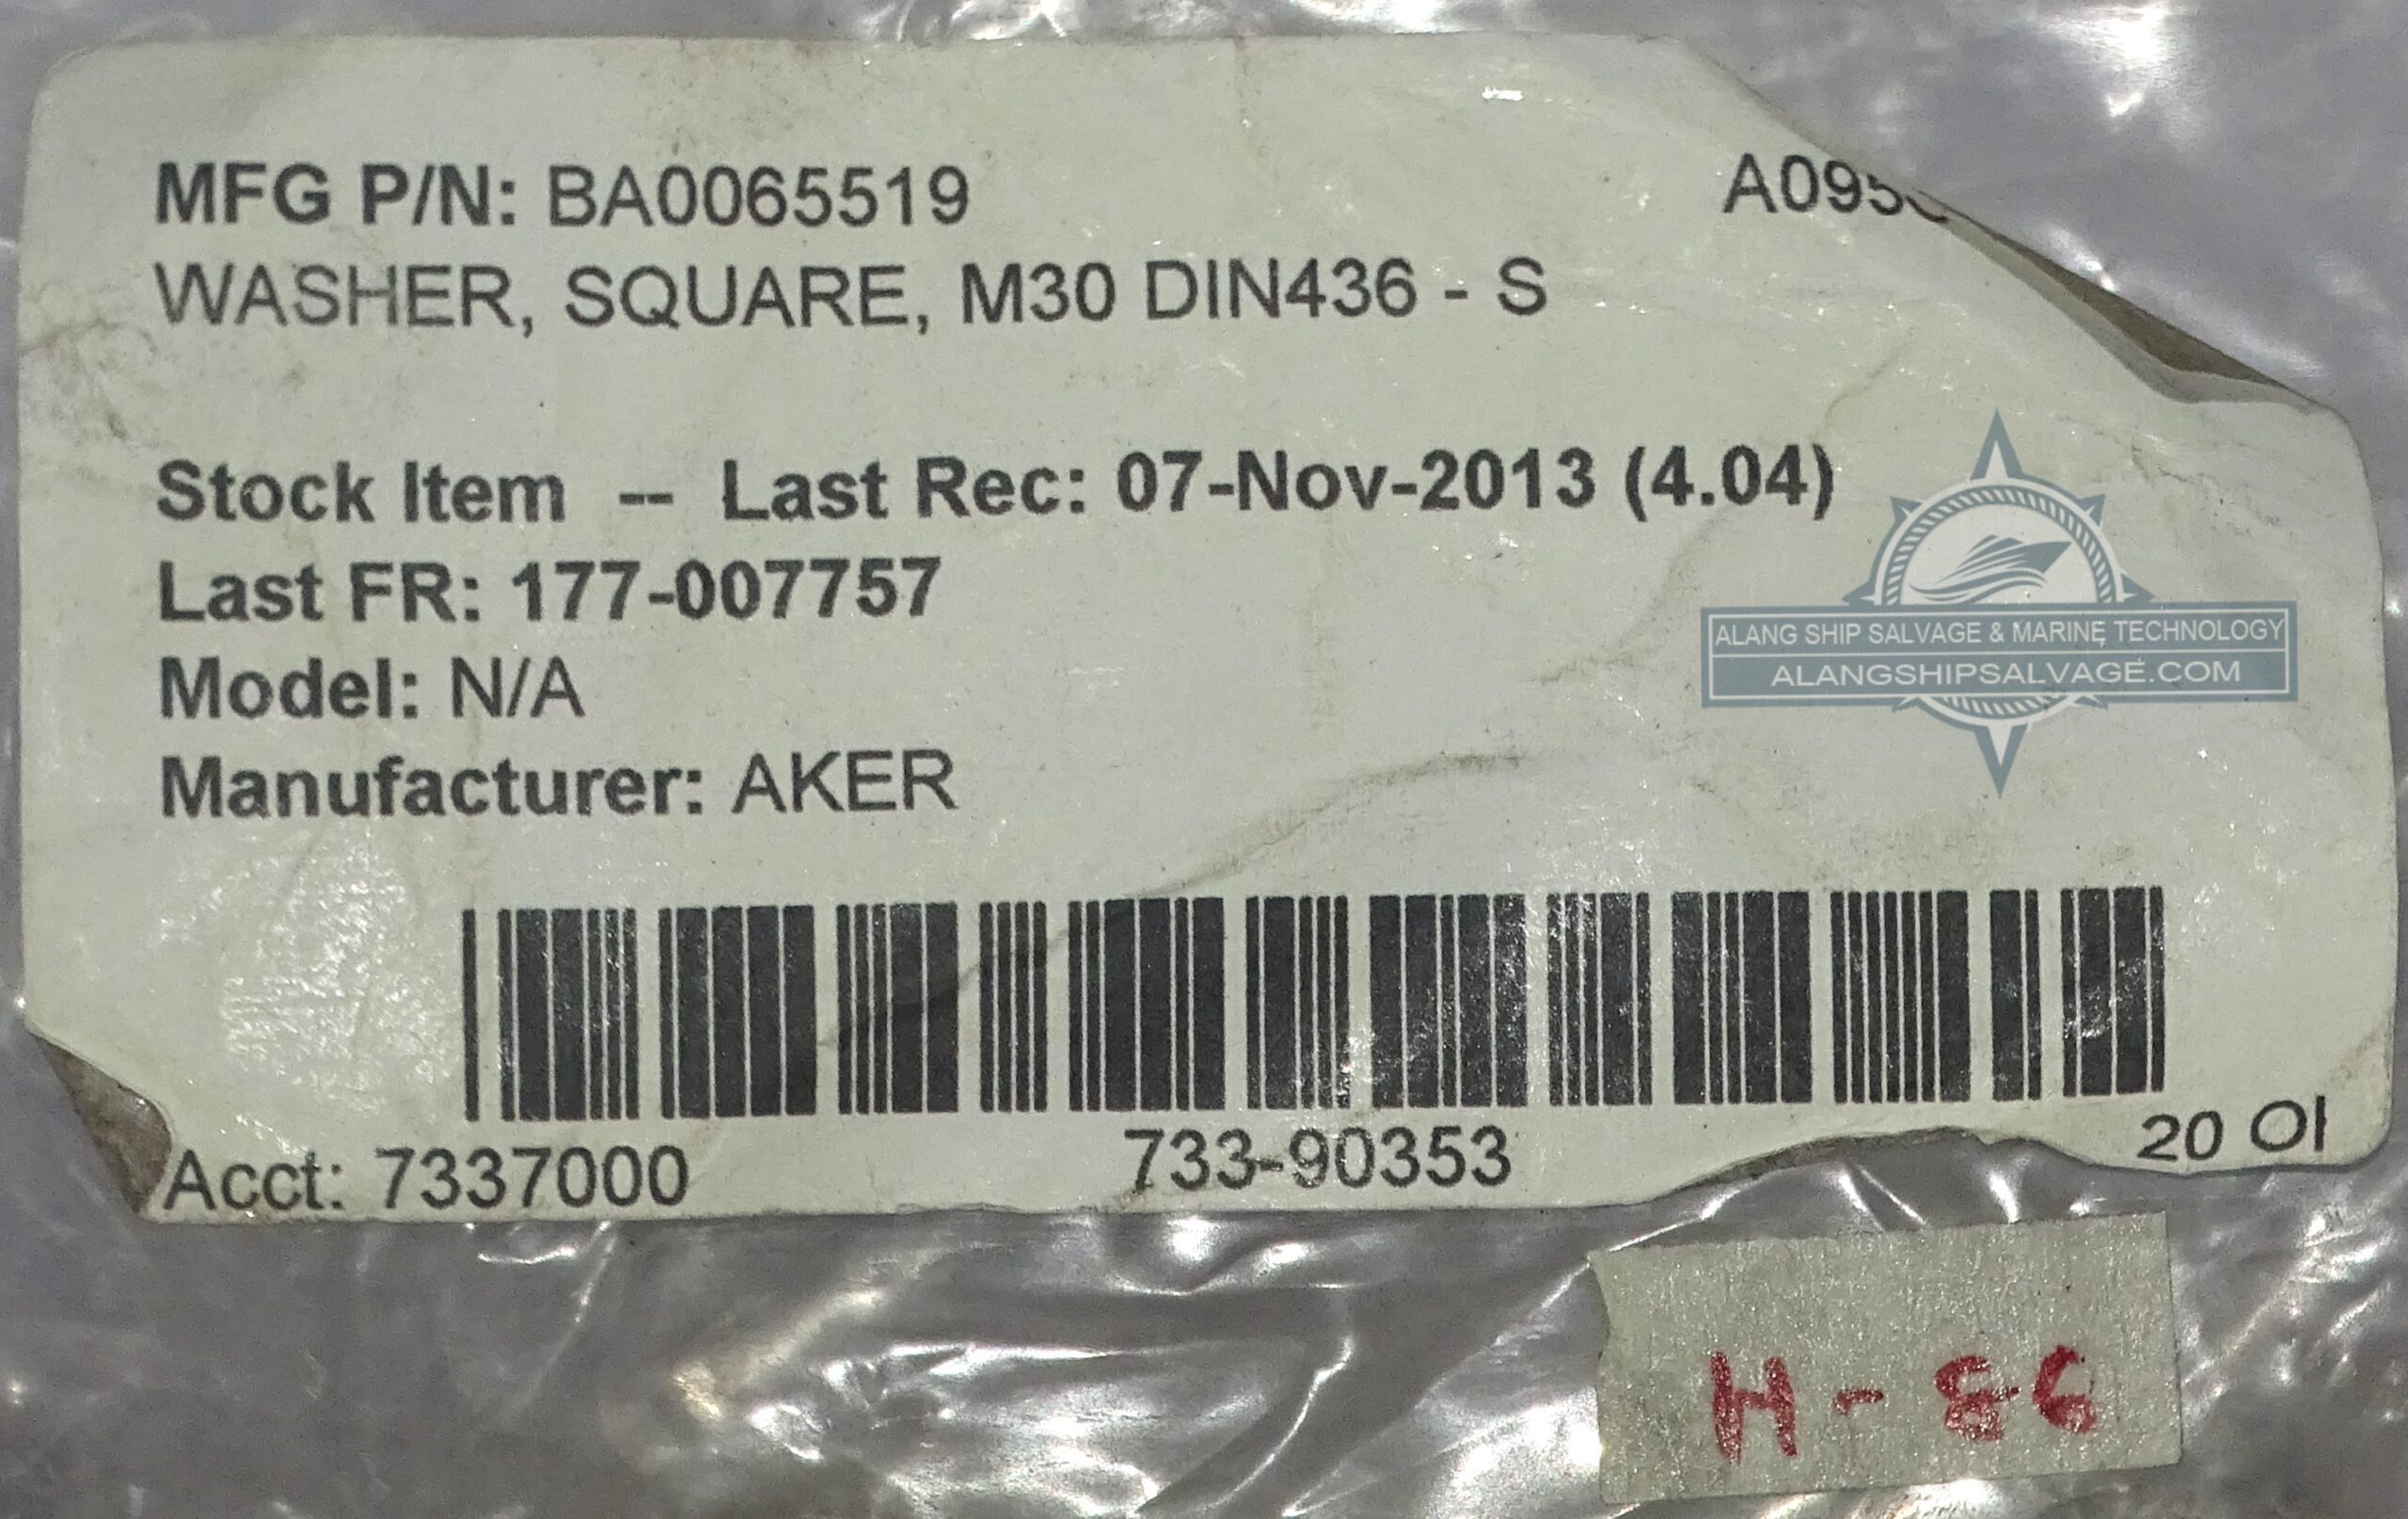 MFG P/N: BA0065519
WASHER, SQUARE, M30 DIN436 - S
Stock Item -- Last Rec: 07-Nov-2013 (4.04)
Last FR: 177-007757
Model: N/A
Manufacturer: AKER
ALANG SHIP SALVAGE & MARINE TECHNOLOGY
ALANGSHIPSALVAGE.COM
Acct: 7337000 733-90353
H-86